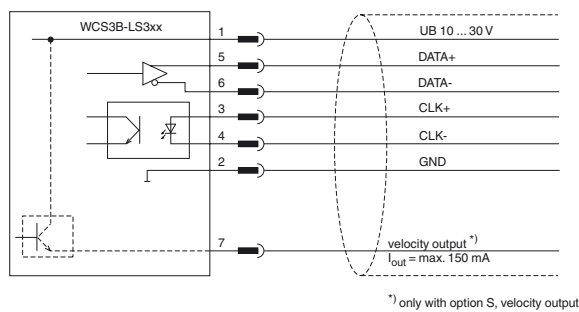 WCS3B-LS3xx
1 UB 10 ... 30 V
5 DATA+
6 DATA-
3 CLK+
4 CLK-
2 GND
7 velocity output *)
Iout = max. 150 mA
*) only with option S, velocity output